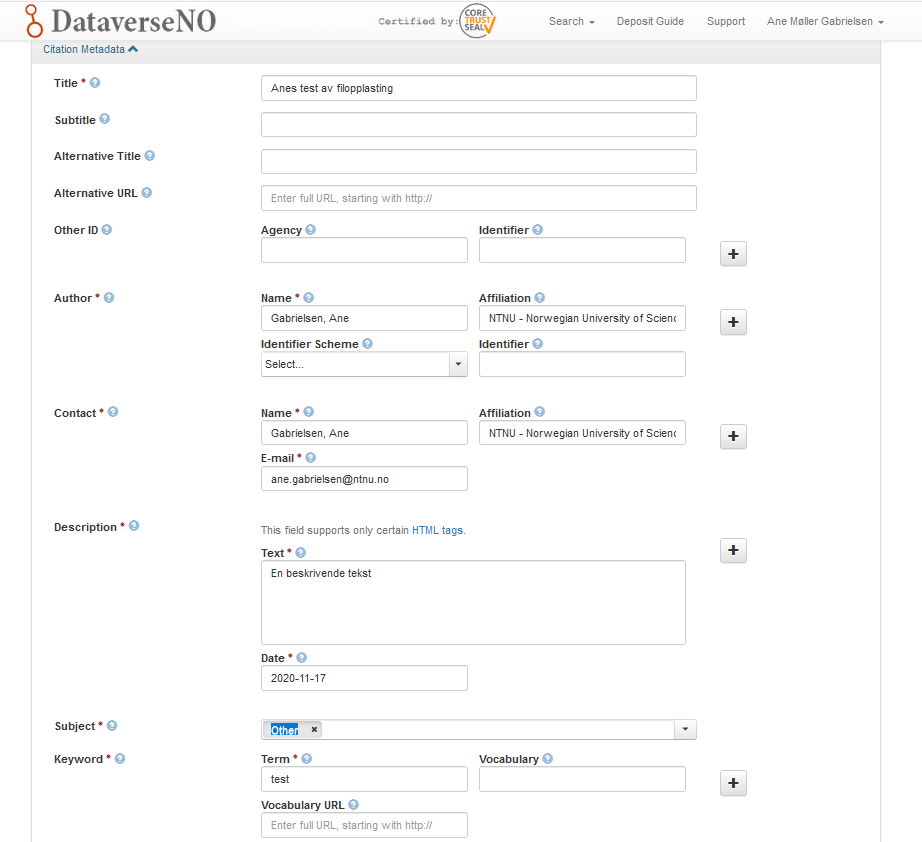 DataverseNO Certified by: CORE TRUST SEAL Search Deposit Guide Support Ane Møller Gabrielsen
Citation Metadata
Title * Anes test av filopplasting
Subtitle
Alternative Title
Alternative URL Enter full URL, starting with http://
Other ID Agency Identifier
+
Author * Name * Affiliation
Gabrielsen, Ane NTNU - Norwegian University of Scienc +
Identifier Scheme Identifier
Select...
Contact * Name * Affiliation
Gabrielsen, Ane NTNU - Norwegian University of Scienc +
E-mail *
ane.gabrielsen@ntnu.no
Description * This field supports only certain HTML tags.
Text * +
En beskrivende tekst
Date *
2020-11-17
Subject * Other ×
Keyword * Term * Vocabulary
test +
Vocabulary URL
Enter full URL, starting with http://